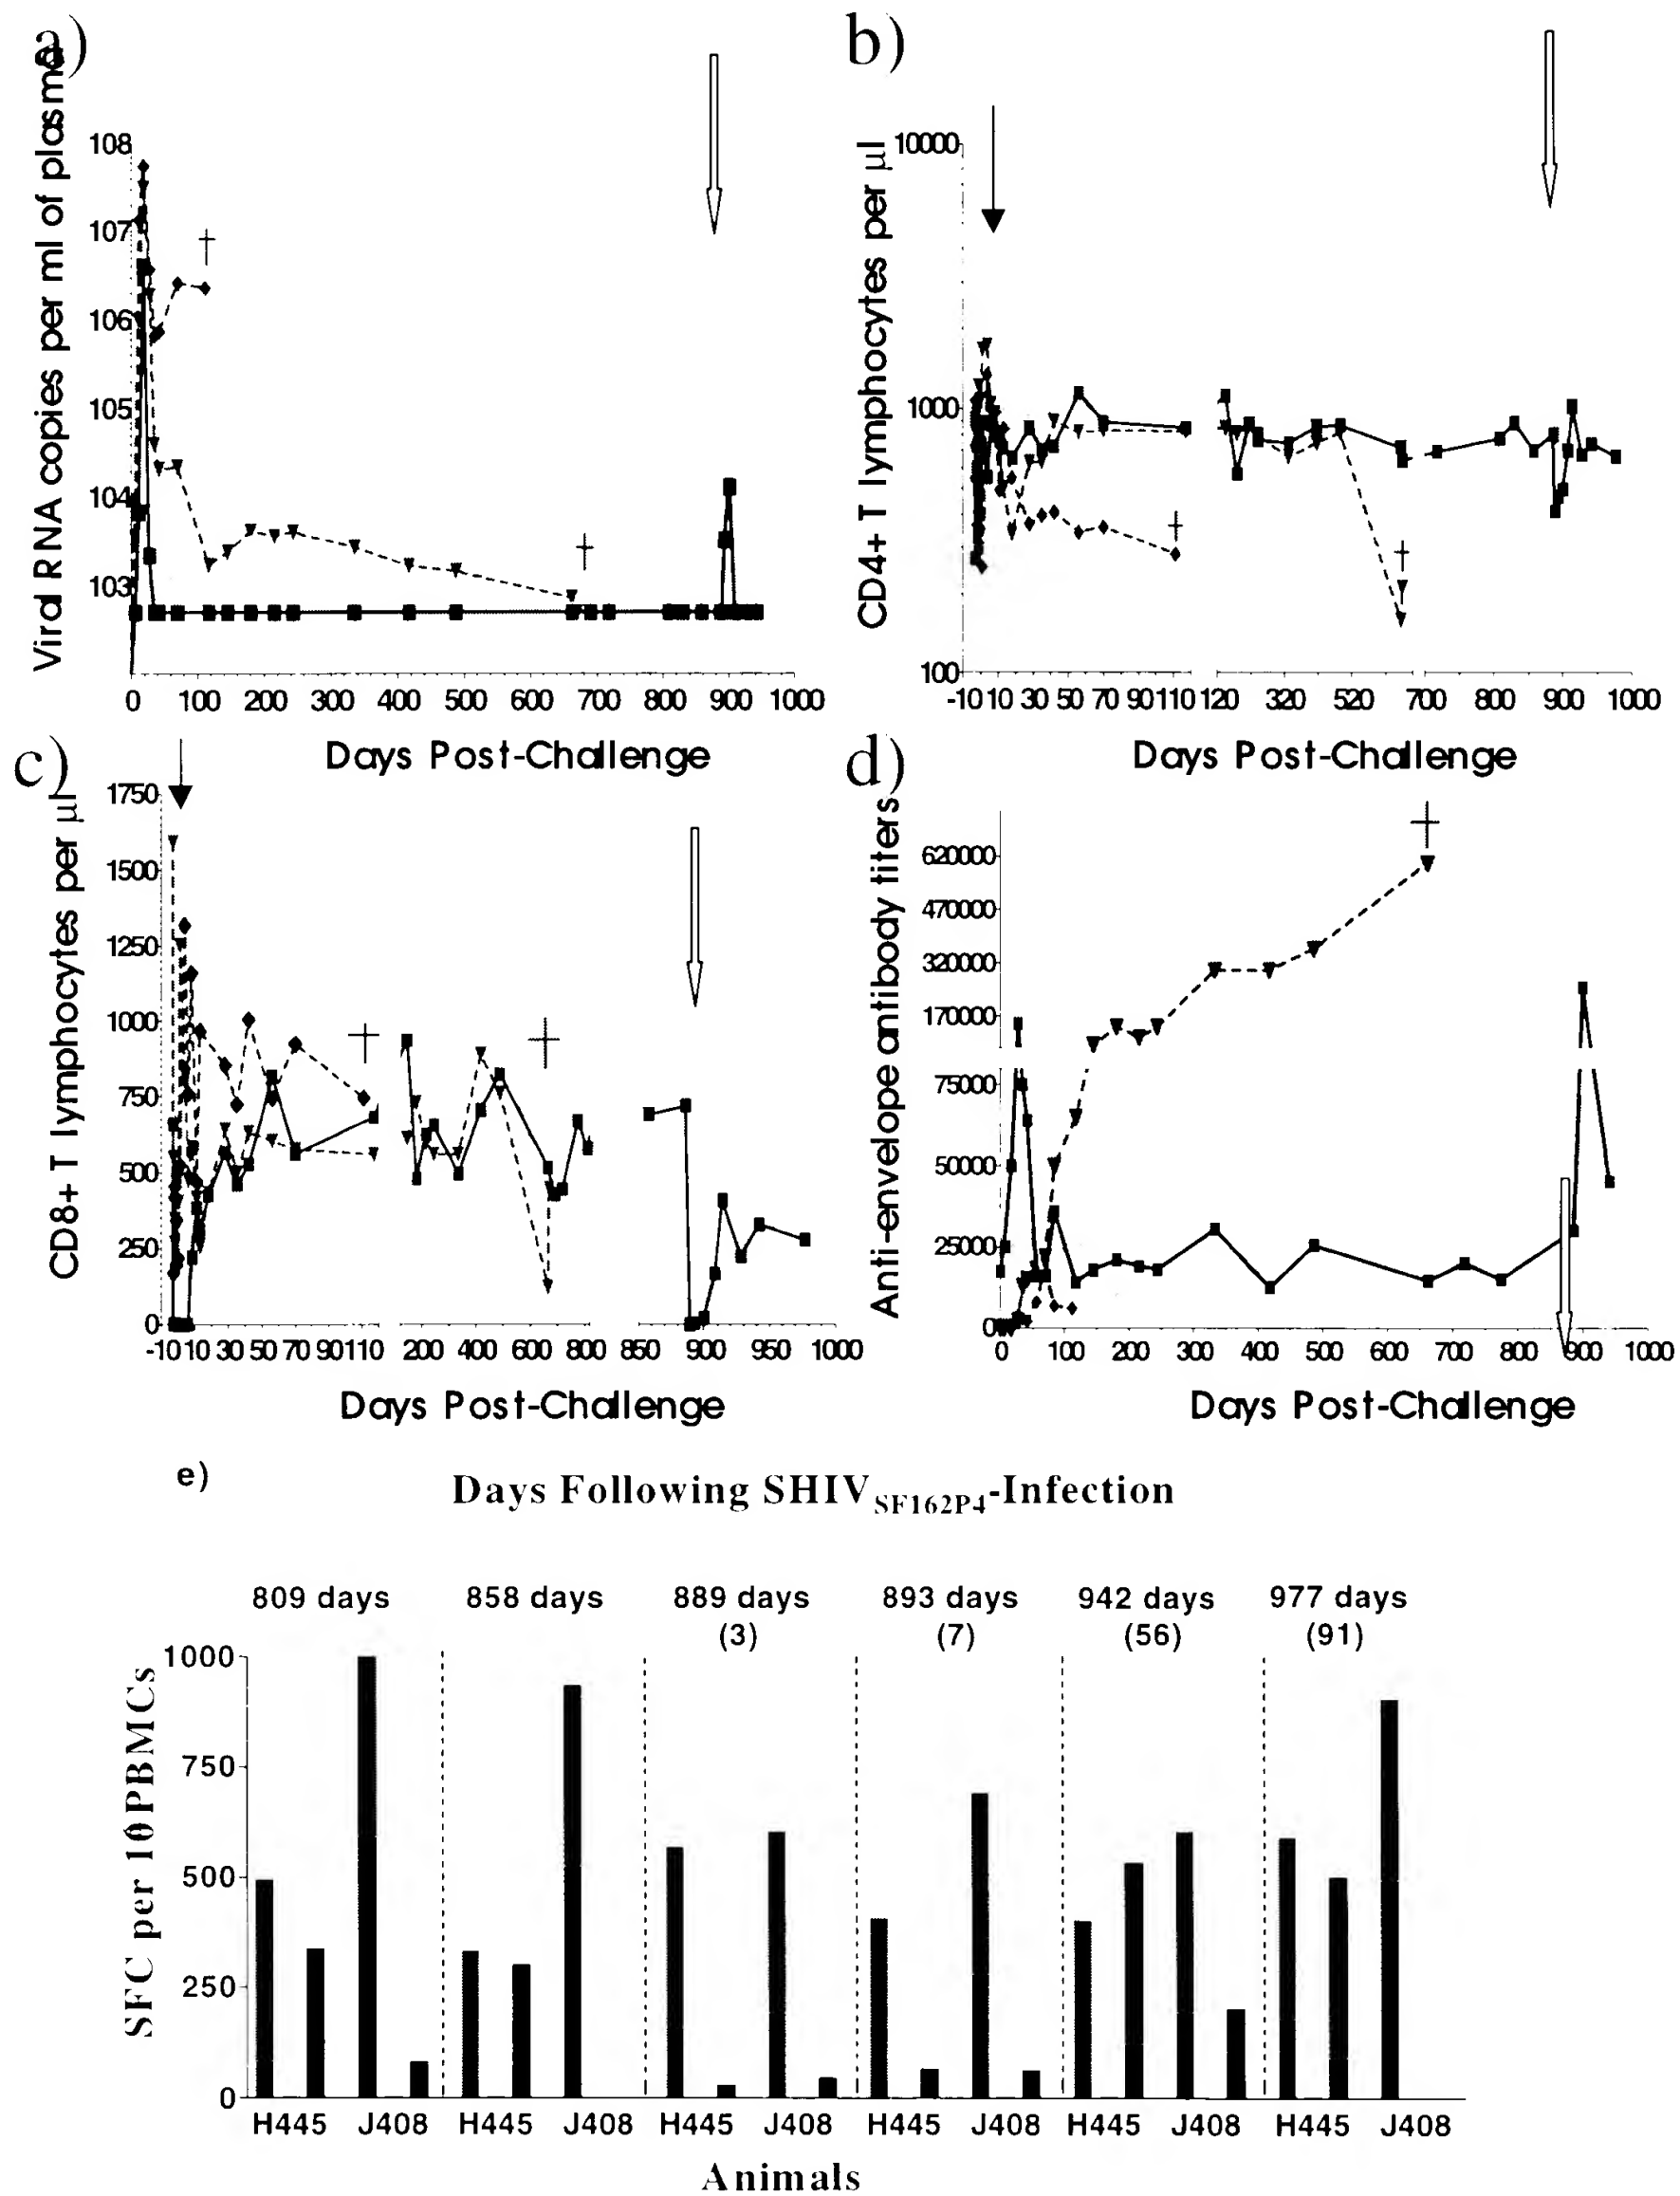 a)
Viral RNA copies per ml of plasma
108
107
106
105
104
103
0 100 200 300 400 500 600 700 800 900 1000
Days Post-Challenge
b)
CD4+ T lymphocytes per μl
10000
1000
100
-10 10 30 50 70 90 110 120 320 520 700 900 1000
Days Post-Challenge
c)
CD8+ T lymphocytes per μl
1750
1500
1250
1000
750
500
250
0
-10 10 30 50 70 90 110 200 400 600 800 850 900 950 1000
Days Post-Challenge
d)
Anti-envelope antibody titers
620000
470000
320000
170000
75000
50000
25000
0
0 100 200 300 400 500 600 700 800 900 1000
Days Post-Challenge
e)
Days Following SHIVSF162P4-Infection
809 days 858 days 889 days 893 days 942 days 977 days
(3) (7) (56) (91)
SFC per 10PBMCs
1000
750
500
250
0
H445 J408 H445 J408 H445 J408 H445 J408 H445 J408 H445 J408
Animals